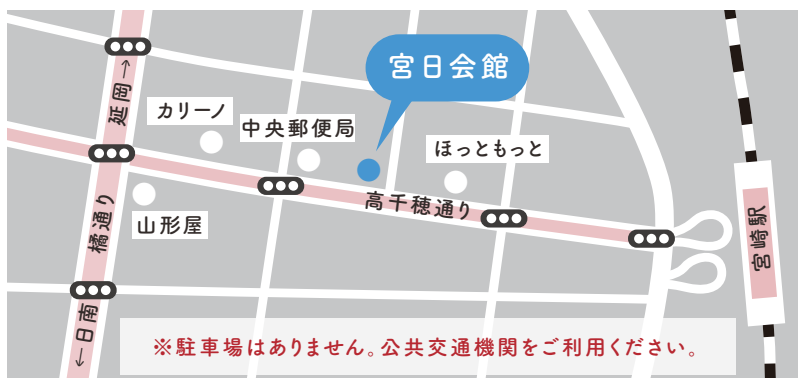 宮日会館
カリーノ
中央郵便局
ほっともっと
山形屋
延岡→
橘通り
←日南
高千穂通り
宮崎駅
※駐車場はありません。公共交通機関をご利用ください。